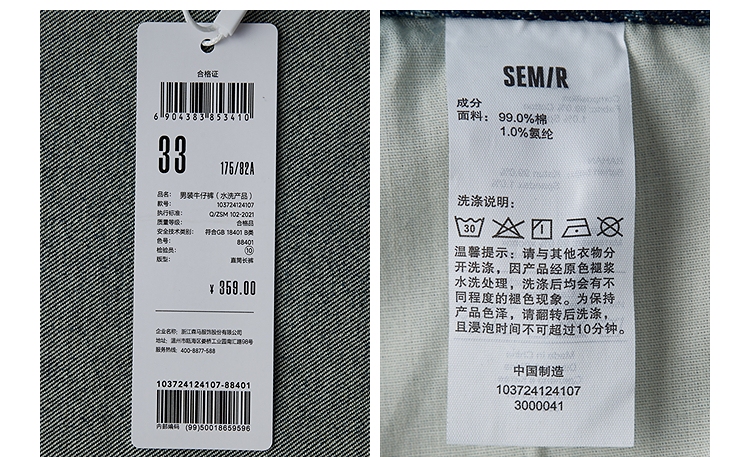 合格证
6904383853410
33
175/82A
品名: 男装牛仔裤（水洗产品）
款号: 103724124107
执行标准: Q/ZSM 102-2021
质量等级: 合格品
安全技术类别: 符合GB 18401 B类
色号: 88401
检验员: 10
版型: 直筒长裤
¥ 359.00
企业名称: 浙江森马服饰股份有限公司
地址: 温州市瓯海区娄桥工业园南汇路98号
服务热线: 400-8877-588
103724124107-88401
内部编码 (99)50018659596
SEMIR
成分
面料: 99.0%棉
1.0%氨纶
洗涤说明:
30
温馨提示: 请与其他衣物分
开洗涤，因产品经原色褪浆
水洗处理，洗涤后均会有不
同程度的褪色现象。为保持
产品色泽，请翻转后洗涤，
且浸泡时间不可超过10分钟。
中国制造
103724124107
3000041